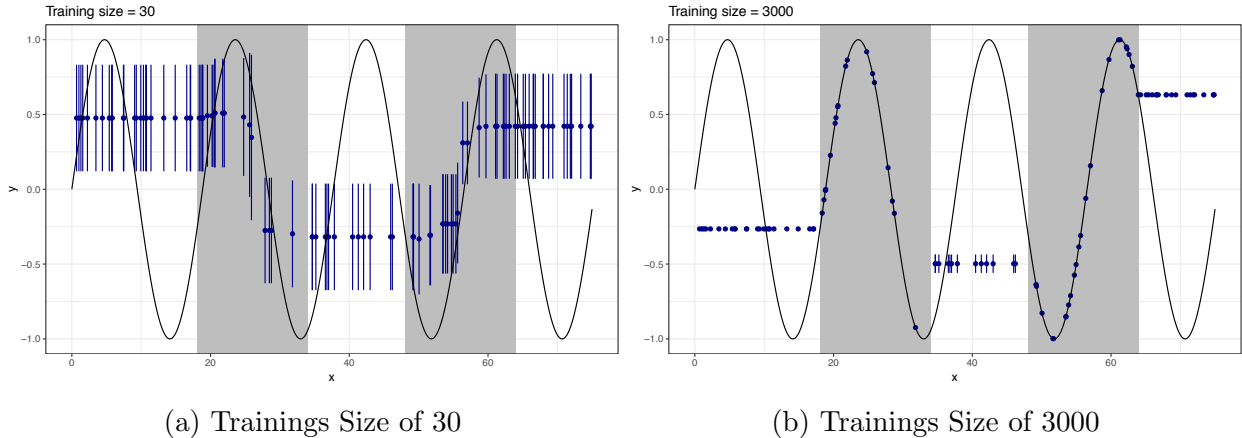 Training size = 30
1.0
0.5
0.0
−0.5
−1.0
y
0
20
40
60
x
(a) Trainings Size of 30
Training size = 3000
1.0
0.5
0.0
−0.5
−1.0
y
0
20
40
60
x
(b) Trainings Size of 3000